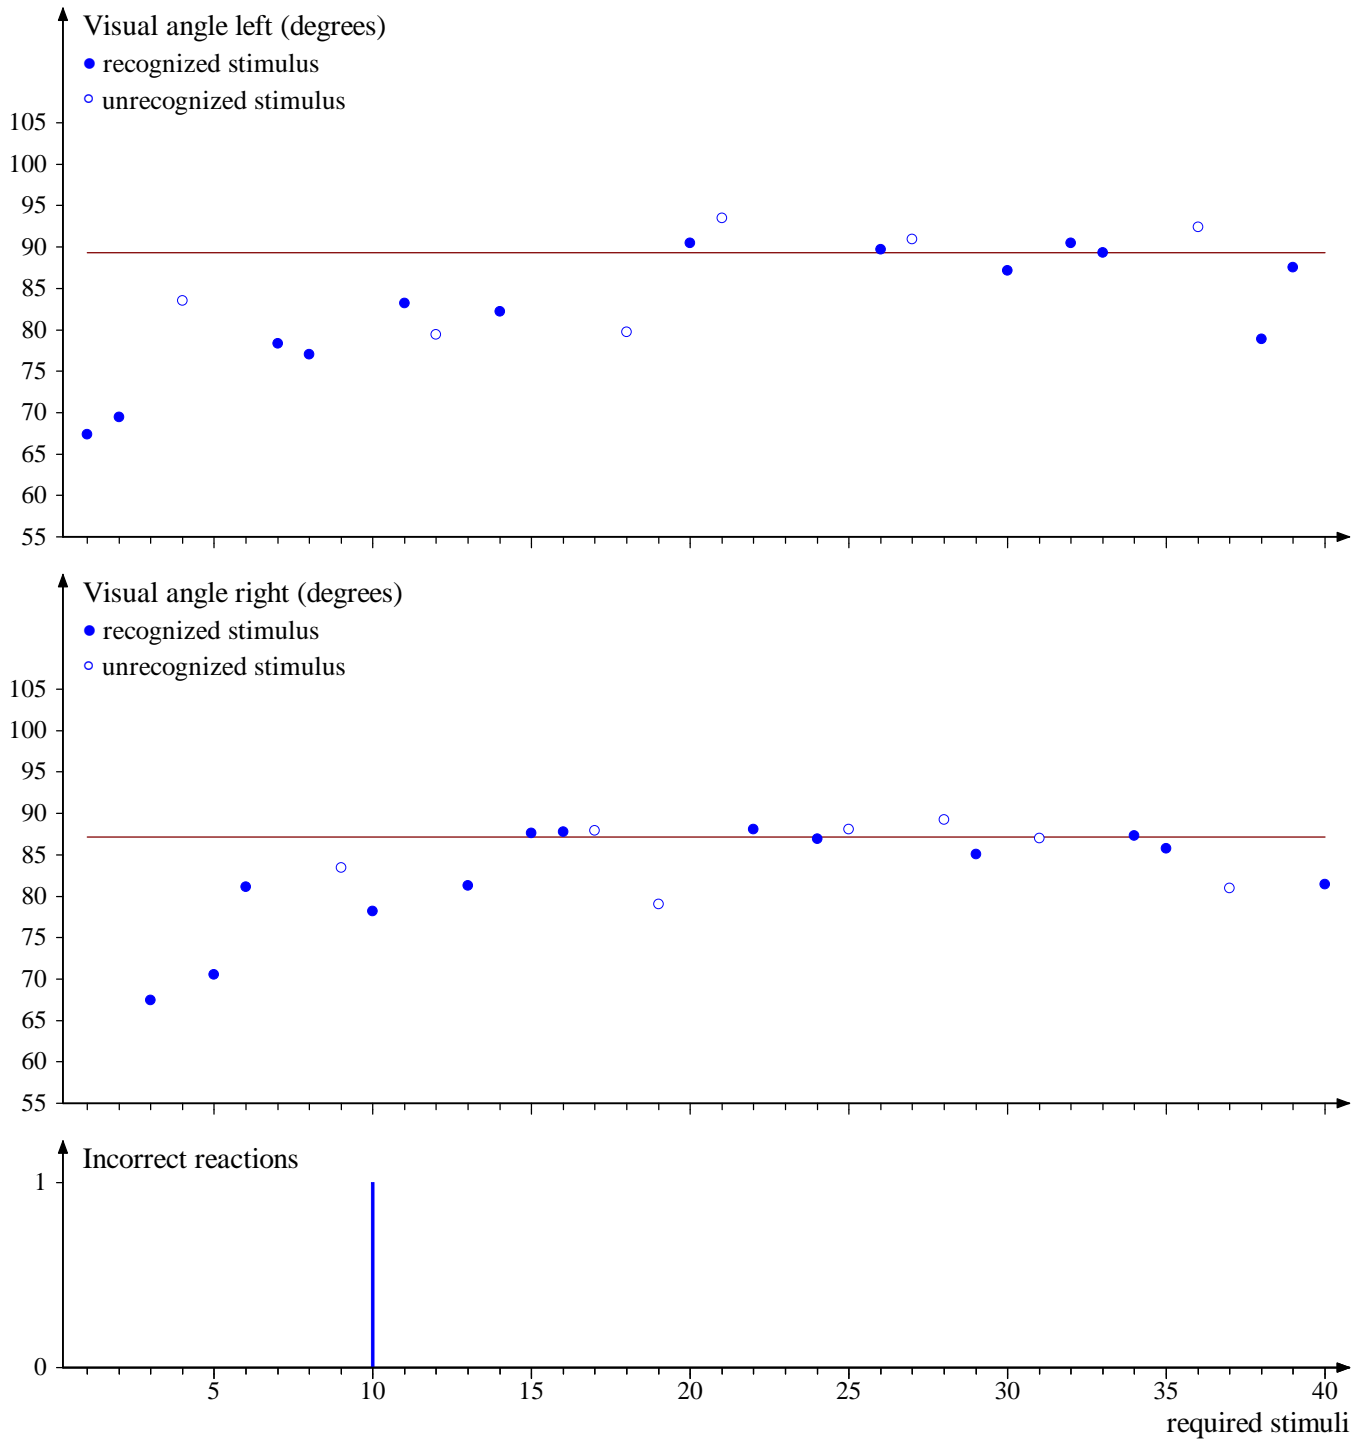 Visual angle left (degrees)
recognized stimulus
unrecognized stimulus
105
100
95
90
85
80
75
70
65
60
55
Visual angle right (degrees)
recognized stimulus
unrecognized stimulus
105
100
95
90
85
80
75
70
65
60
55
Incorrect reactions
1
0
5 10 15 20 25 30 35 40
required stimuli